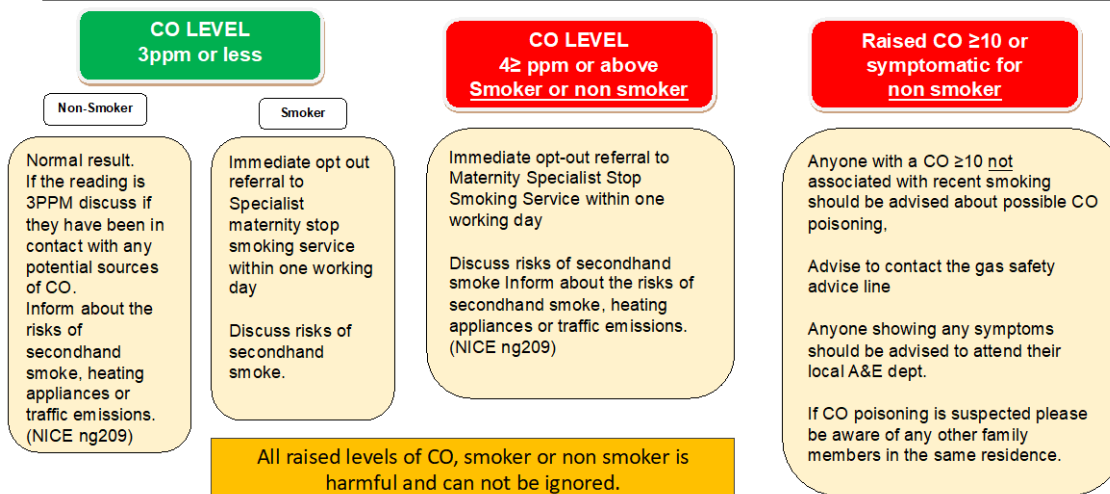 CO LEVEL
3ppm or less
Non-Smoker
Normal result.
If the reading is
3PPM discuss if
they have been in
contact with any
potential sources
of CO.
Inform about the
risks of
secondhand
smoke, heating
appliances or
traffic emissions.
(NICE ng209)
Smoker
Immediate opt out
referral to
Specialist
maternity stop
smoking service
within one working
day
Discuss risks of
secondhand
smoke.
CO LEVEL
4≥ ppm or above
Smoker or non smoker
Immediate opt-out referral to
Maternity Specialist Stop
Smoking Service within one
working day
Discuss risks of secondhand
smoke Inform about the risks of
secondhand smoke, heating
appliances or traffic emissions.
(NICE ng209)
Raised CO ≥10 or
symptomatic for
non smoker
Anyone with a CO ≥10 not
associated with recent smoking
should be advised about possible CO
poisoning,
Advise to contact the gas safety
advice line
Anyone showing any symptoms
should be advised to attend their
local A&E dept.
If CO poisoning is suspected please
be aware of any other family
members in the same residence.
All raised levels of CO, smoker or non smoker is
harmful and can not be ignored.